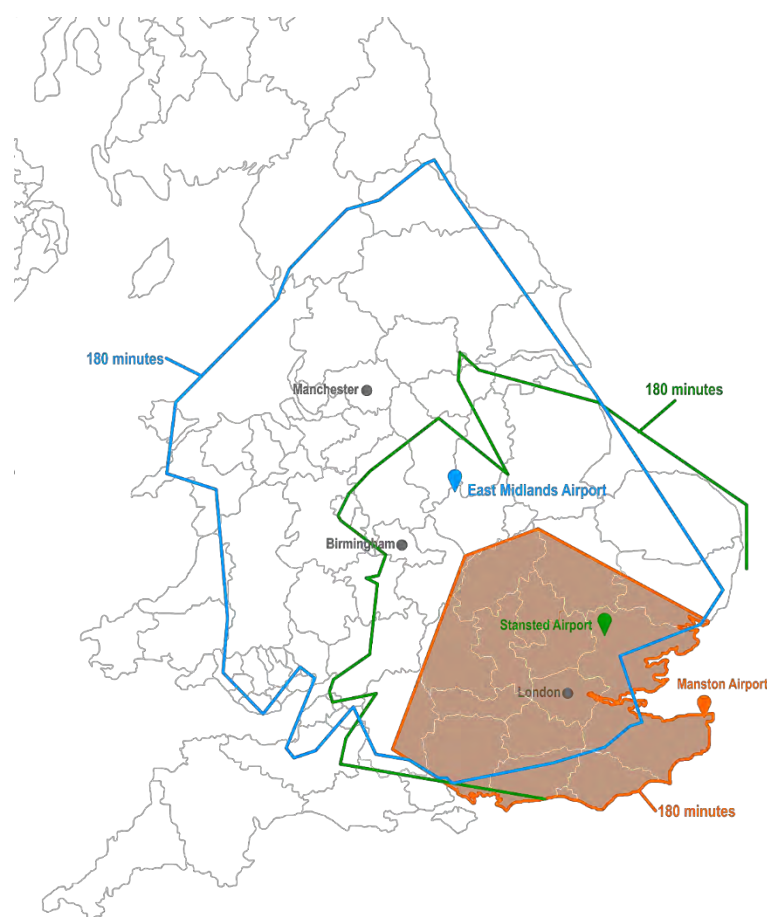 180 minutes
Manchester
180 minutes
East Midlands Airport
Birmingham
Stansted Airport
Manston Airport
London
180 minutes